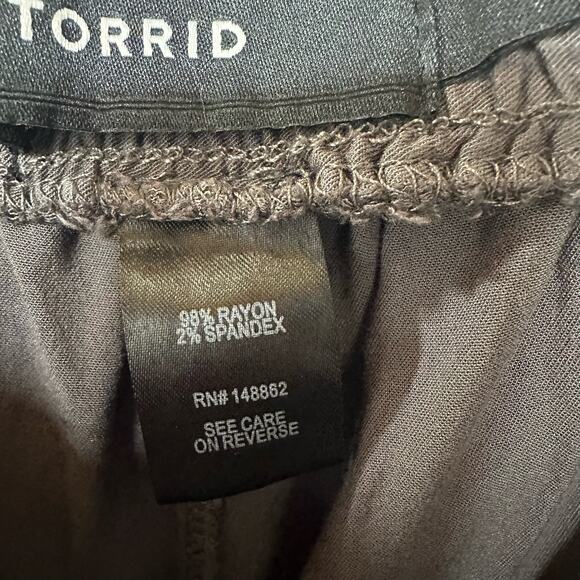 TORRID
98% RAYON
2% SPANDEX
RN# 148862
SEE CARE
ON REVERSE